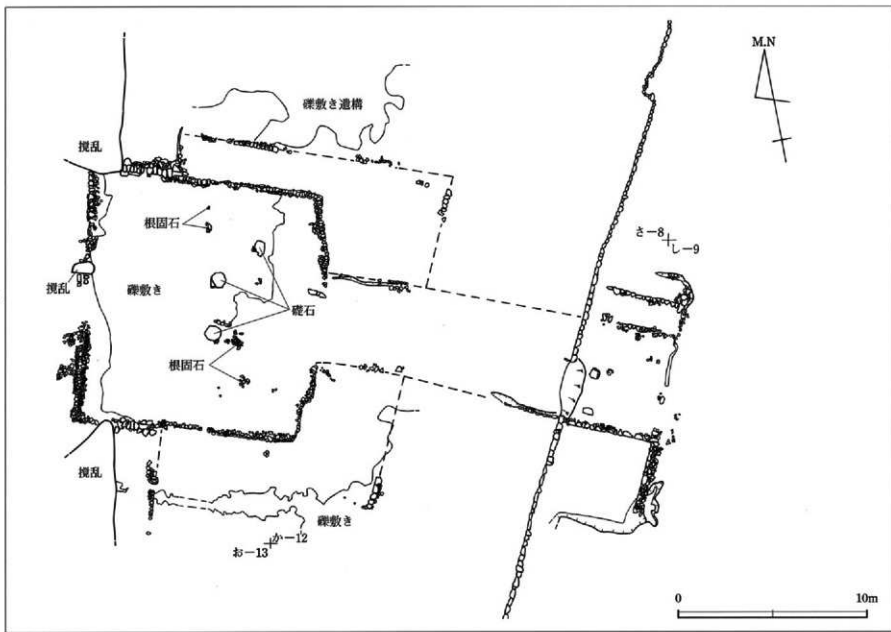 M.N
礫敷き遺構
撹乱
根固石
さ－8
し－9
撹乱
礫敷き
礎石
根固石
撹乱
礫敷き
か－12
お－13
0 10m